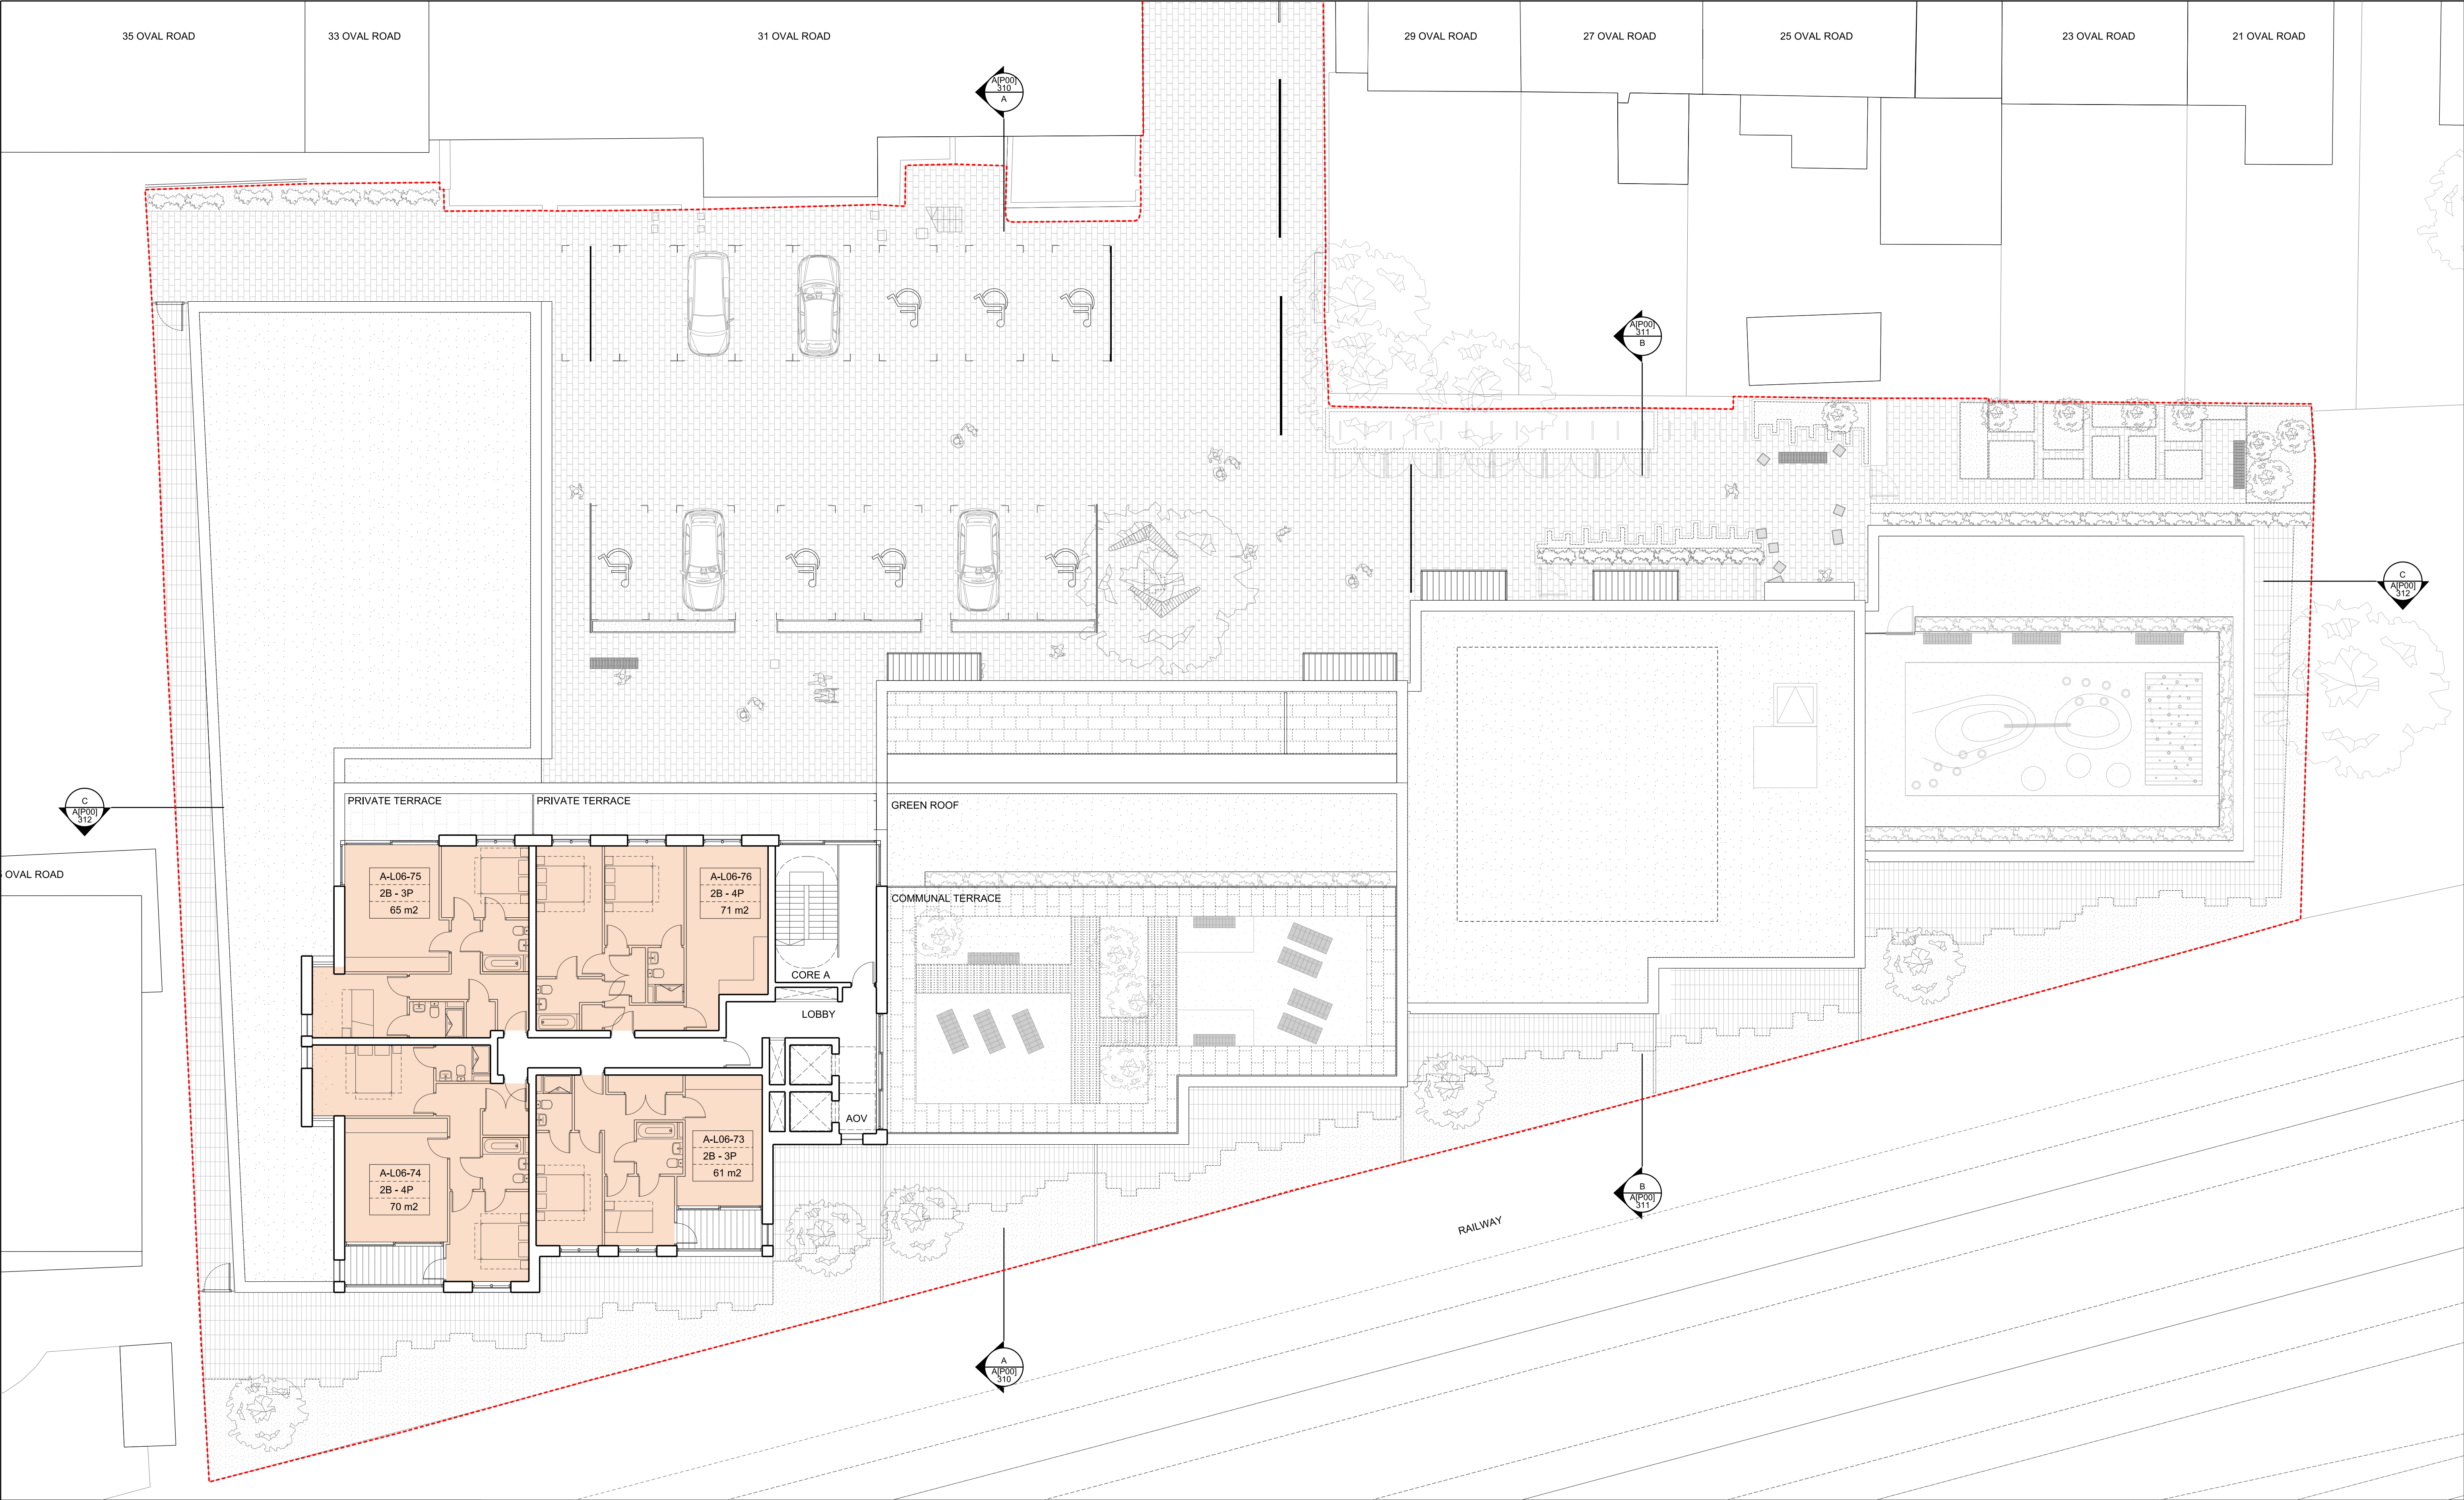 35 OVAL ROAD
33 OVAL ROAD
31 OVAL ROAD
29 OVAL ROAD
27 OVAL ROAD
25 OVAL ROAD
23 OVAL ROAD
21 OVAL ROAD
A[P00]
310
A
A[P00]
311
B
C
A[P00]
312
C
A[P00]
312
PRIVATE TERRACE
PRIVATE TERRACE
GREEN ROOF
OVAL ROAD
A-L06-75
2B - 3P
65 m2
A-L06-76
2B - 4P
71 m2
COMMUNAL TERRACE
CORE A
LOBBY
AOV
A-L06-73
2B - 3P
61 m2
A-L06-74
2B - 4P
70 m2
B
A[P00]
311
RAILWAY
A
A[P00]
310